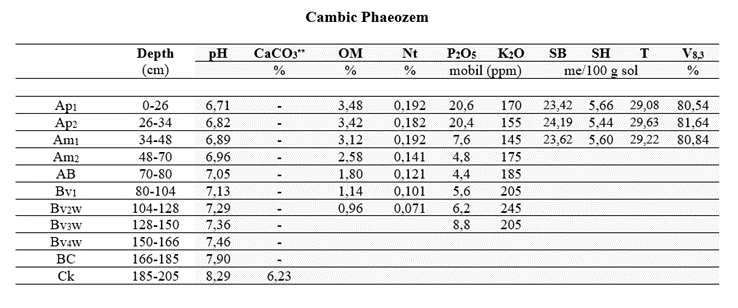 Cambic Phaeozem
Depth pH CaCO3** OM Nt P2O5 K2O SB SH T V8,3
(cm) % % % mobil (ppm) me/100 g sol %
Ap1 0-26 6,71 - 3,48 0,192 20,6 170 23,42 5,66 29,08 80,54
Ap2 26-34 6,82 - 3,42 0,182 20,4 155 24,19 5,44 29,63 81,64
Am1 34-48 6,89 - 3,12 0,192 7,6 145 23,62 5,60 29,22 80,84
Am2 48-70 6,96 - 2,58 0,141 4,8 175
AB 70-80 7,05 - 1,80 0,121 4,4 185
Bv1 80-104 7,13 - 1,14 0,101 5,6 205
Bv2w 104-128 7,29 - 0,96 0,071 6,2 245
Bv3w 128-150 7,36 - 8,8 205
Bv4w 150-166 7,46 -
BC 166-185 7,90 -
Ck 185-205 8,29 6,23